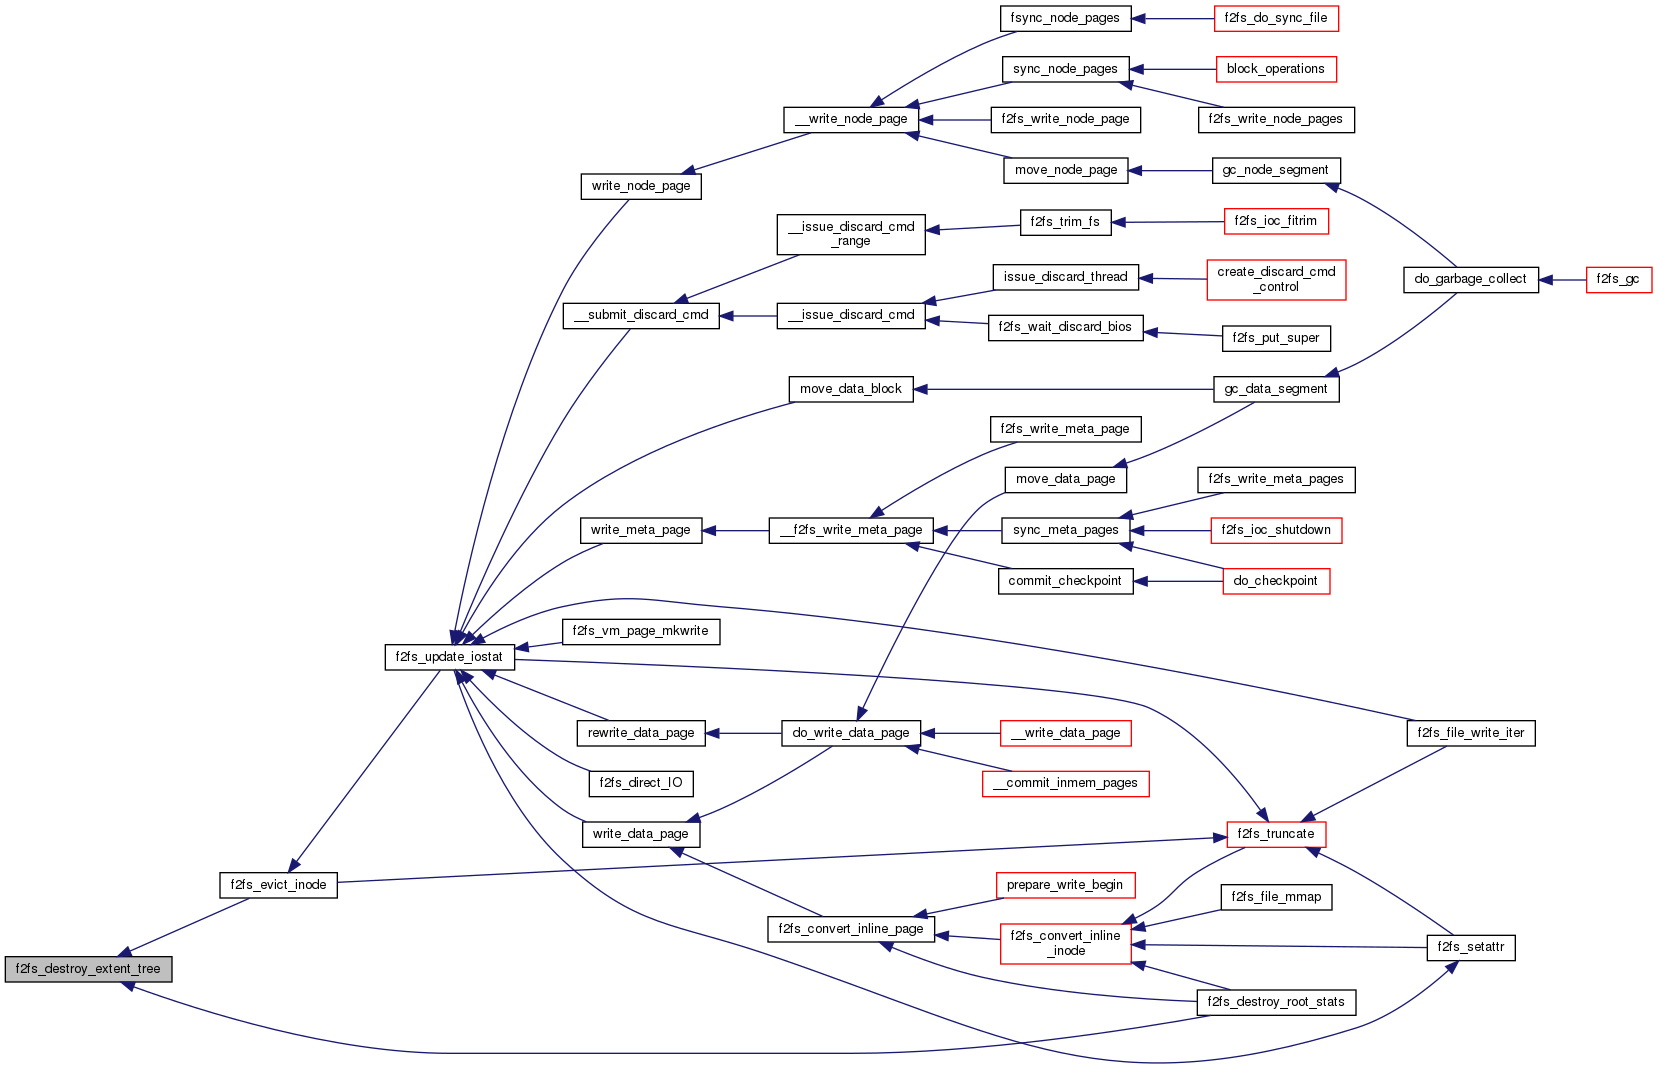 fsync_node_pages
f2fs_do_sync_file
sync_node_pages
block_operations
__write_node_page
f2fs_write_node_page
f2fs_write_node_pages
move_node_page
gc_node_segment
write_node_page
__issue_discard_cmd
_range
f2fs_trim_fs
f2fs_ioc_fitrim
issue_discard_thread
create_discard_cmd
_control
do_garbage_collect
f2fs_gc
__submit_discard_cmd
__issue_discard_cmd
f2fs_wait_discard_bios
f2fs_put_super
move_data_block
gc_data_segment
f2fs_write_meta_page
move_data_page
f2fs_write_meta_pages
write_meta_page
__f2fs_write_meta_page
sync_meta_pages
f2fs_ioc_shutdown
commit_checkpoint
do_checkpoint
f2fs_vm_page_mkwrite
f2fs_update_iostat
rewrite_data_page
do_write_data_page
__write_data_page
f2fs_file_write_iter
f2fs_direct_IO
__commit_inmem_pages
write_data_page
f2fs_truncate
f2fs_evict_inode
prepare_write_begin
f2fs_file_mmap
f2fs_convert_inline_page
f2fs_convert_inline
_inode
f2fs_setattr
f2fs_destroy_extent_tree
f2fs_destroy_root_stats